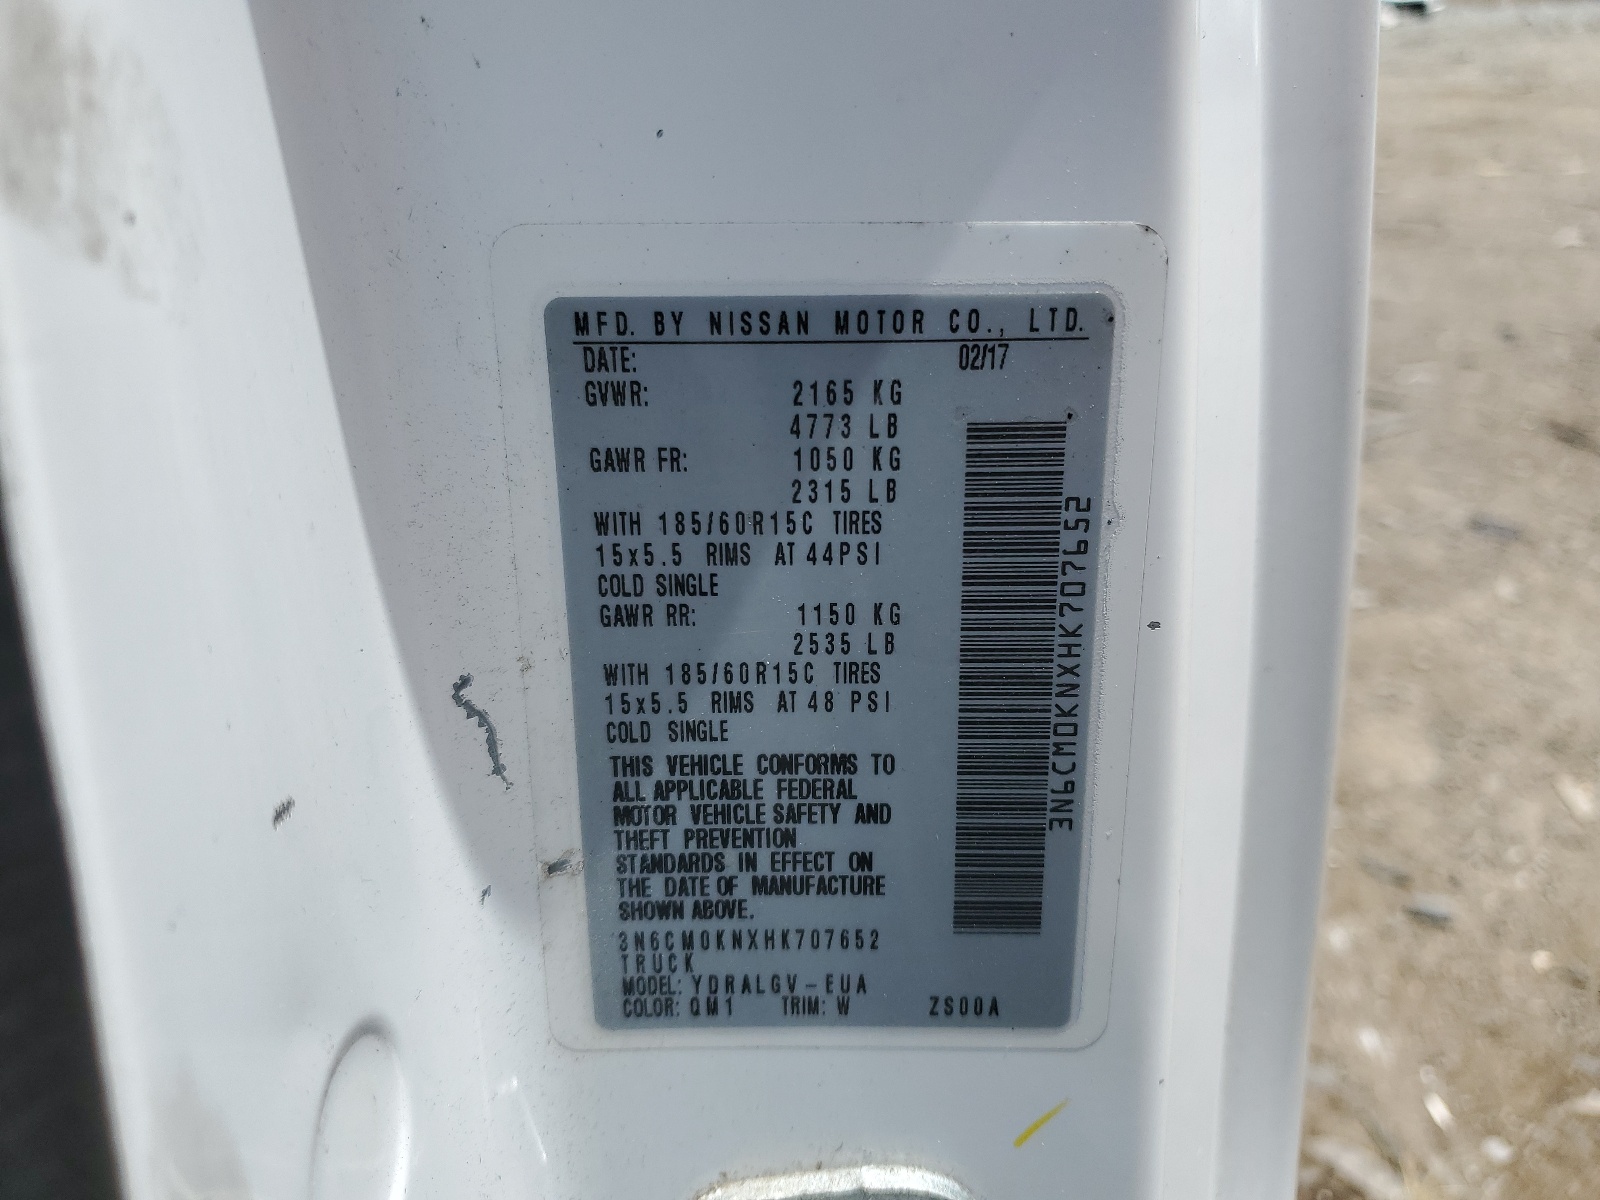 MFD. BY NISSAN MOTOR CO., LTD.
DATE: 02/17
GVWR: 2165 KG
4773 LB
GAWR FR: 1050 KG
2315 LB
WITH 185/60R15C TIRES
15x5.5 RIMS AT 44PSI
COLD SINGLE
GAWR RR: 1150 KG
2535 LB
WITH 185/60R15C TIRES
15x5.5 RIMS AT 48 PSI
COLD SINGLE
THIS VEHICLE CONFORMS TO
ALL APPLICABLE FEDERAL
MOTOR VEHICLE SAFETY AND
THEFT PREVENTION
STANDARDS IN EFFECT ON
THE DATE OF MANUFACTURE
SHOWN ABOVE.
3N6CM0KNXHK707652
TRUCK
MODEL: YDRALGV-EUA
COLOR: QM1 TRIM: W ZS00A
3N6CM0KNXHK707652